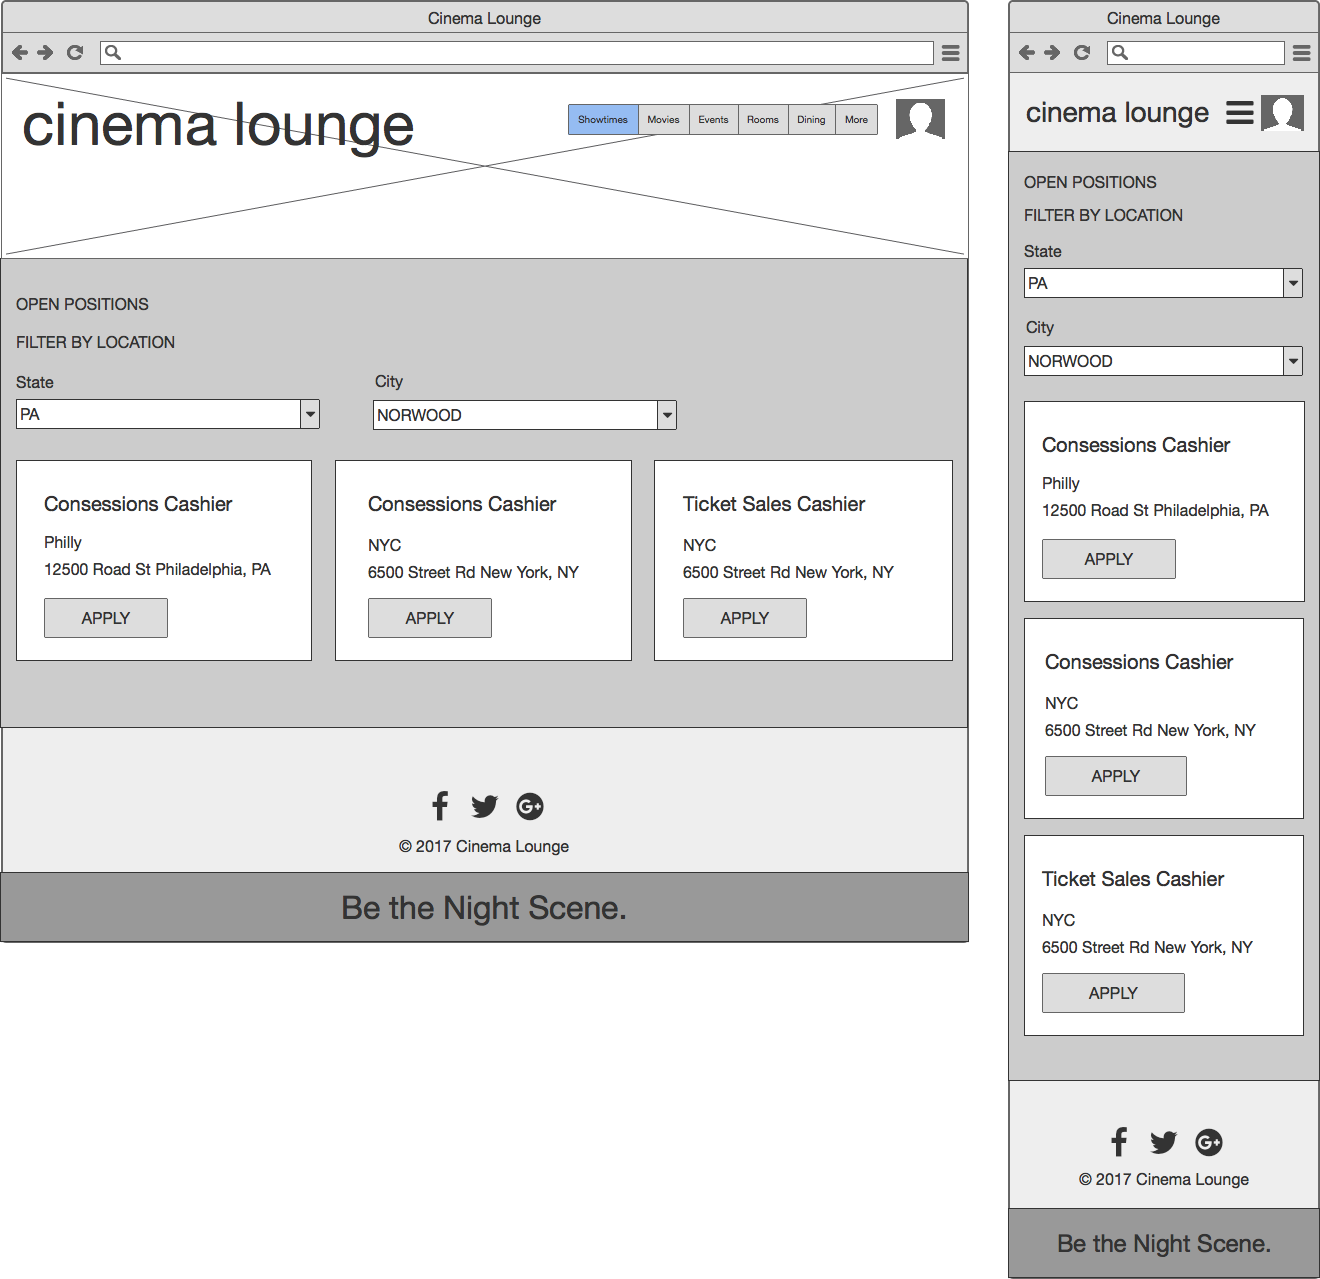 Cinema Lounge
cinema lounge
Showtimes Movies Events Rooms Dining More
OPEN POSITIONS
FILTER BY LOCATION
State
City
PA
NORWOOD
Consessions Cashier
Philly
12500 Road St Philadelphia, PA
APPLY
Consessions Cashier
NYC
6500 Street Rd New York, NY
APPLY
Ticket Sales Cashier
NYC
6500 Street Rd New York, NY
APPLY
© 2017 Cinema Lounge
Be the Night Scene.
Cinema Lounge
cinema lounge
OPEN POSITIONS
FILTER BY LOCATION
State
PA
City
NORWOOD
Consessions Cashier
Philly
12500 Road St Philadelphia, PA
APPLY
Consessions Cashier
NYC
6500 Street Rd New York, NY
APPLY
Ticket Sales Cashier
NYC
6500 Street Rd New York, NY
APPLY
© 2017 Cinema Lounge
Be the Night Scene.